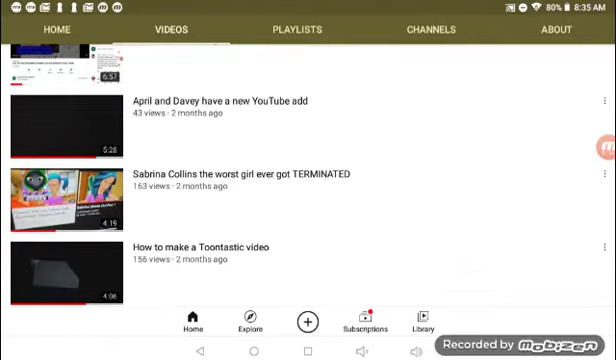 80% 8:35 AM
HOME VIDEOS PLAYLISTS CHANNELS ABOUT
6:57
April and Davey have a new YouTube add
43 views · 2 months ago
5:28
Sabrina Collins the worst girl ever got TERMINATED
163 views · 2 months ago
4:19
How to make a Toontastic video
156 views · 2 months ago
4:06
Home Explore Subscriptions Library
Recorded by mobizen